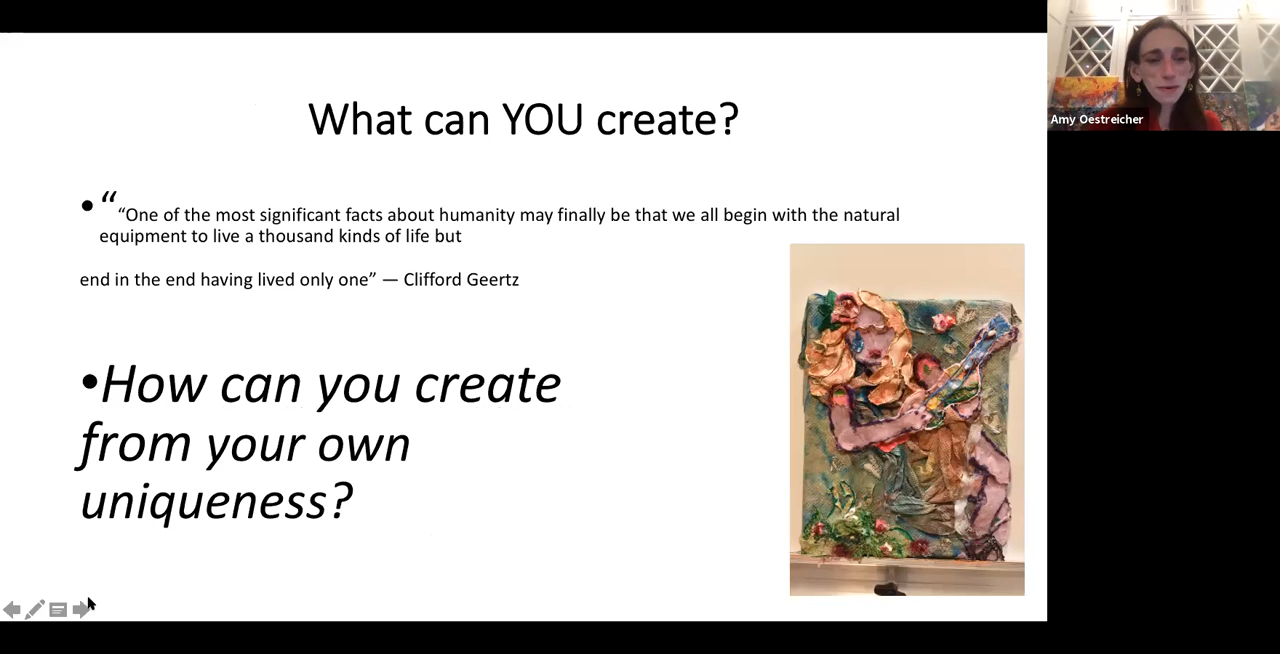 What can YOU create?
• “ “One of the most significant facts about humanity may finally be that we all begin with the natural
equipment to live a thousand kinds of life but
end in the end having lived only one” — Clifford Geertz
•How can you create
from your own
uniqueness?
Amy Oestreicher